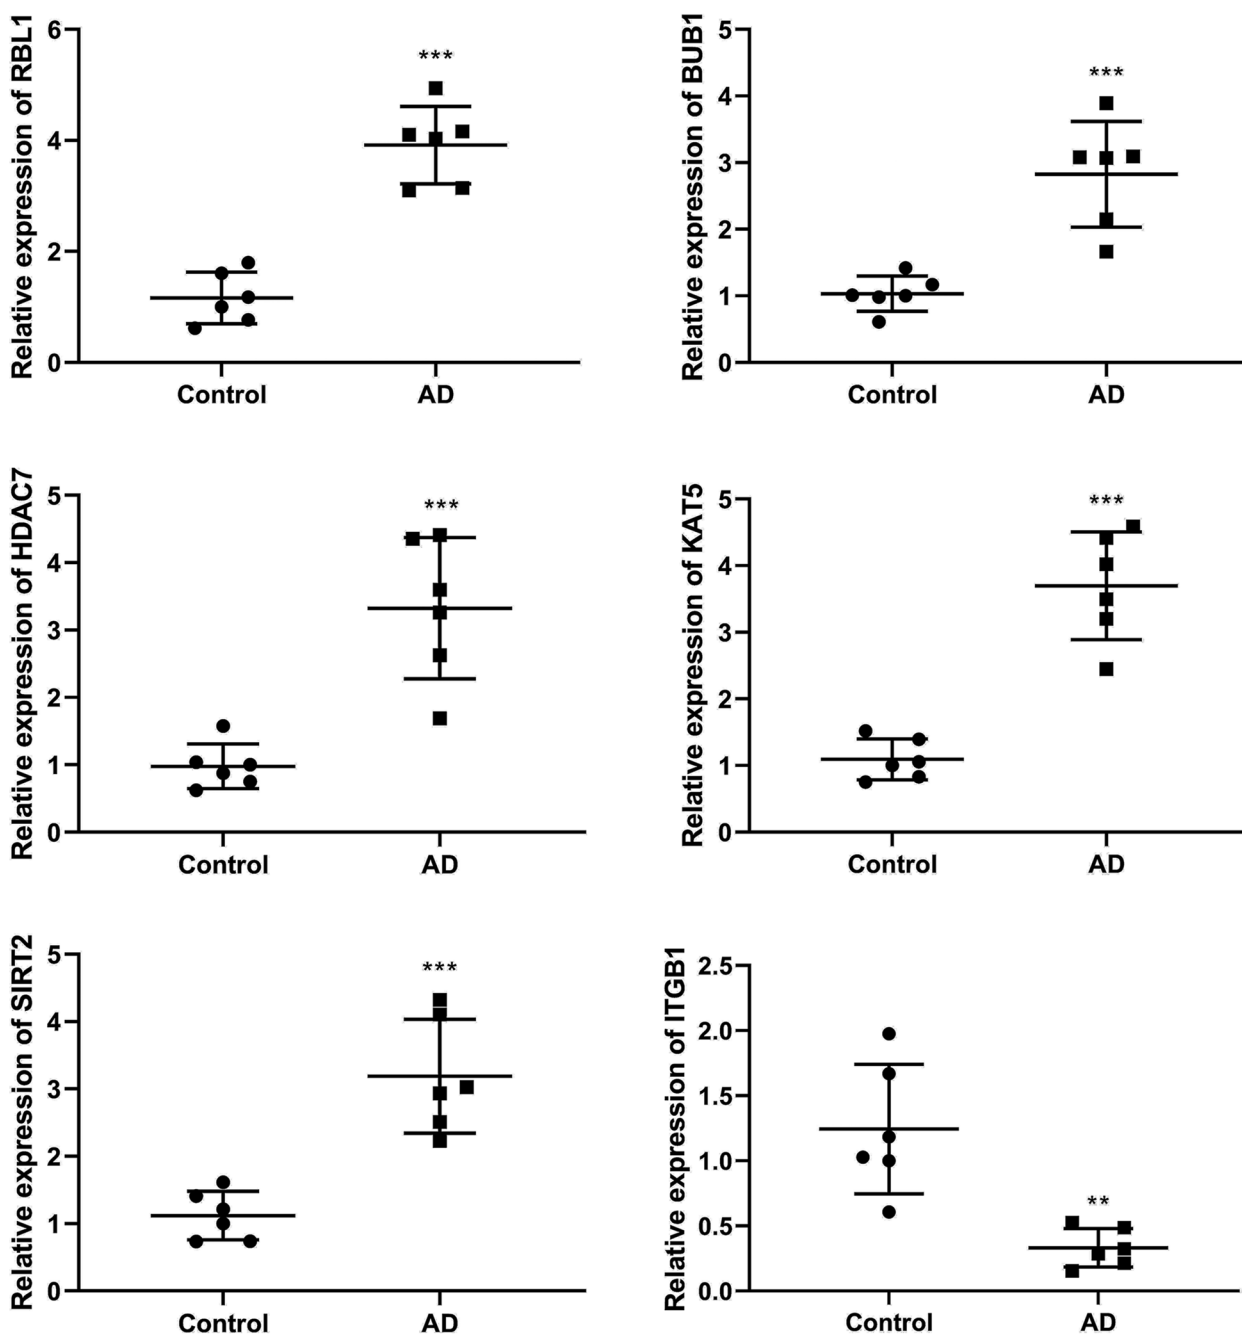 Relative expression of RBL1
6
4
2
0
***
Control
AD
Relative expression of BUB1
5
4
3
2
1
0
***
Control
AD
Relative expression of HDAC7
5
4
3
2
1
0
***
Control
AD
Relative expression of KAT5
5
4
3
2
1
0
***
Control
AD
Relative expression of SIRT2
5
4
3
2
1
0
***
Control
AD
Relative expression of ITGB1
2.5
2.0
1.5
1.0
0.5
0.0
**
Control
AD